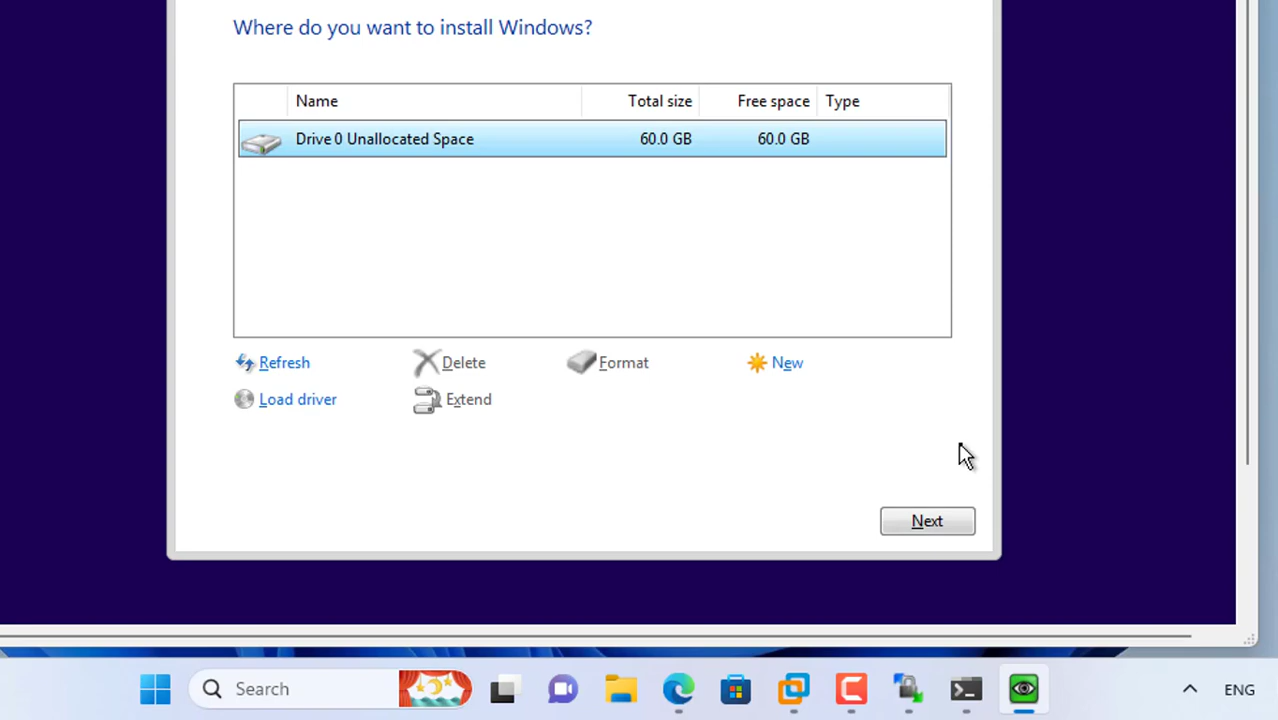 Where do you want to install Windows?
Name Total size Free space Type
Drive 0 Unallocated Space 60.0 GB 60.0 GB
Refresh Delete Format New
Load driver Extend
Next
Search ENG